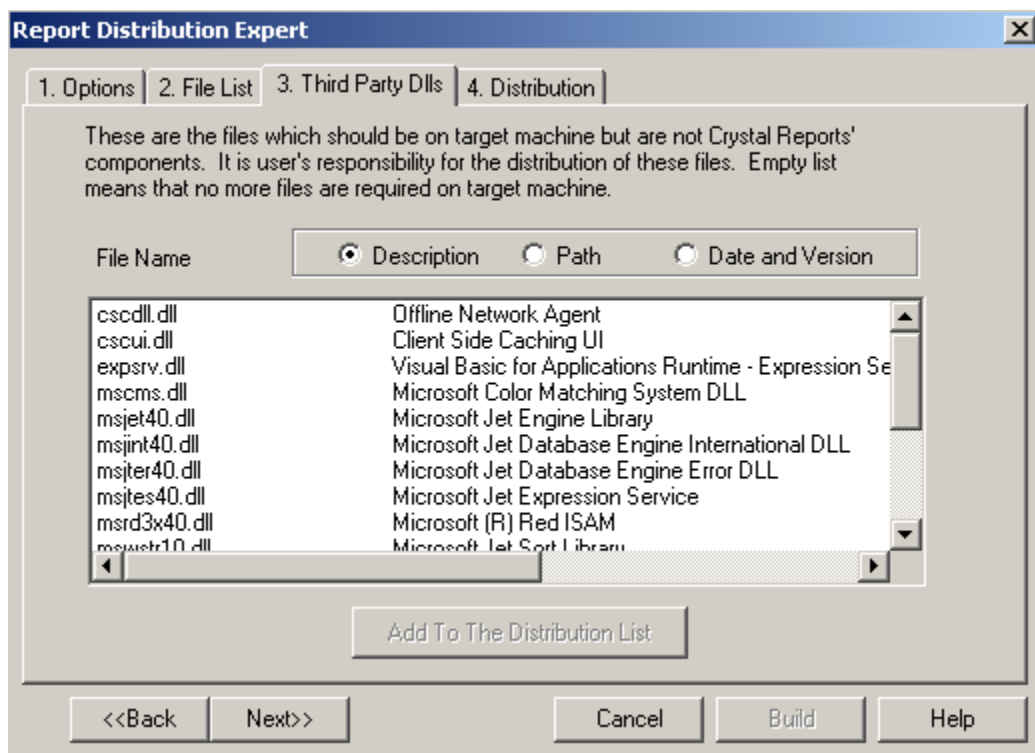 Report Distribution Expert
1. Options 2. File List 3. Third Party Dlls 4. Distribution
These are the files which should be on target machine but are not Crystal Reports'
components. It is user's responsibility for the distribution of these files. Empty list
means that no more files are required on target machine.
File Name Description Path Date and Version
cscdll.dll Offline Network Agent
cscui.dll Client Side Caching UI
expsrv.dll Visual Basic for Applications Runtime - Expression Se
mscms.dll Microsoft Color Matching System DLL
msjet40.dll Microsoft Jet Engine Library
msjint40.dll Microsoft Jet Database Engine International DLL
msjter40.dll Microsoft Jet Database Engine Error DLL
msjtes40.dll Microsoft Jet Expression Service
msrd3x40.dll Microsoft (R) Red ISAM
mswstr10.dll Microsoft Jet Sort Library
Add To The Distribution List
<<Back Next>> Cancel Build Help